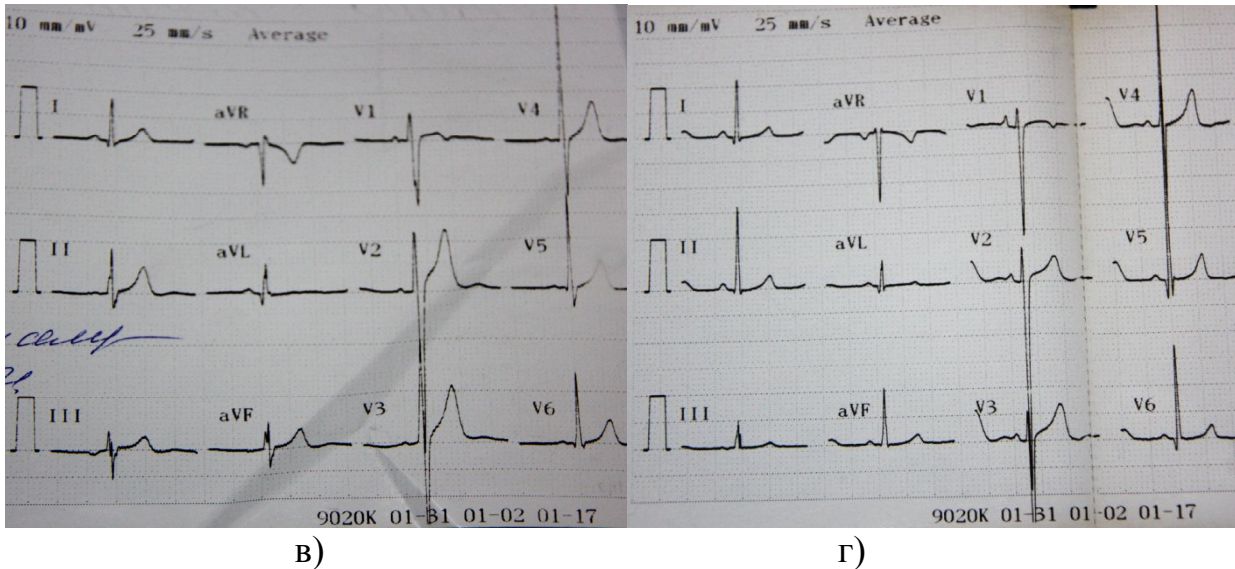 10 mm/mV 25 mm/s Average
I aVR V1 V4
II aVL V2 V5
III aVF V3 V6
9020K 01-31 01-02 01-17
в)
10 mm/mV 25 mm/s Average
I aVR V1 V4
II aVL V2 V5
III aVF V3 V6
9020K 01-31 01-02 01-17
г)